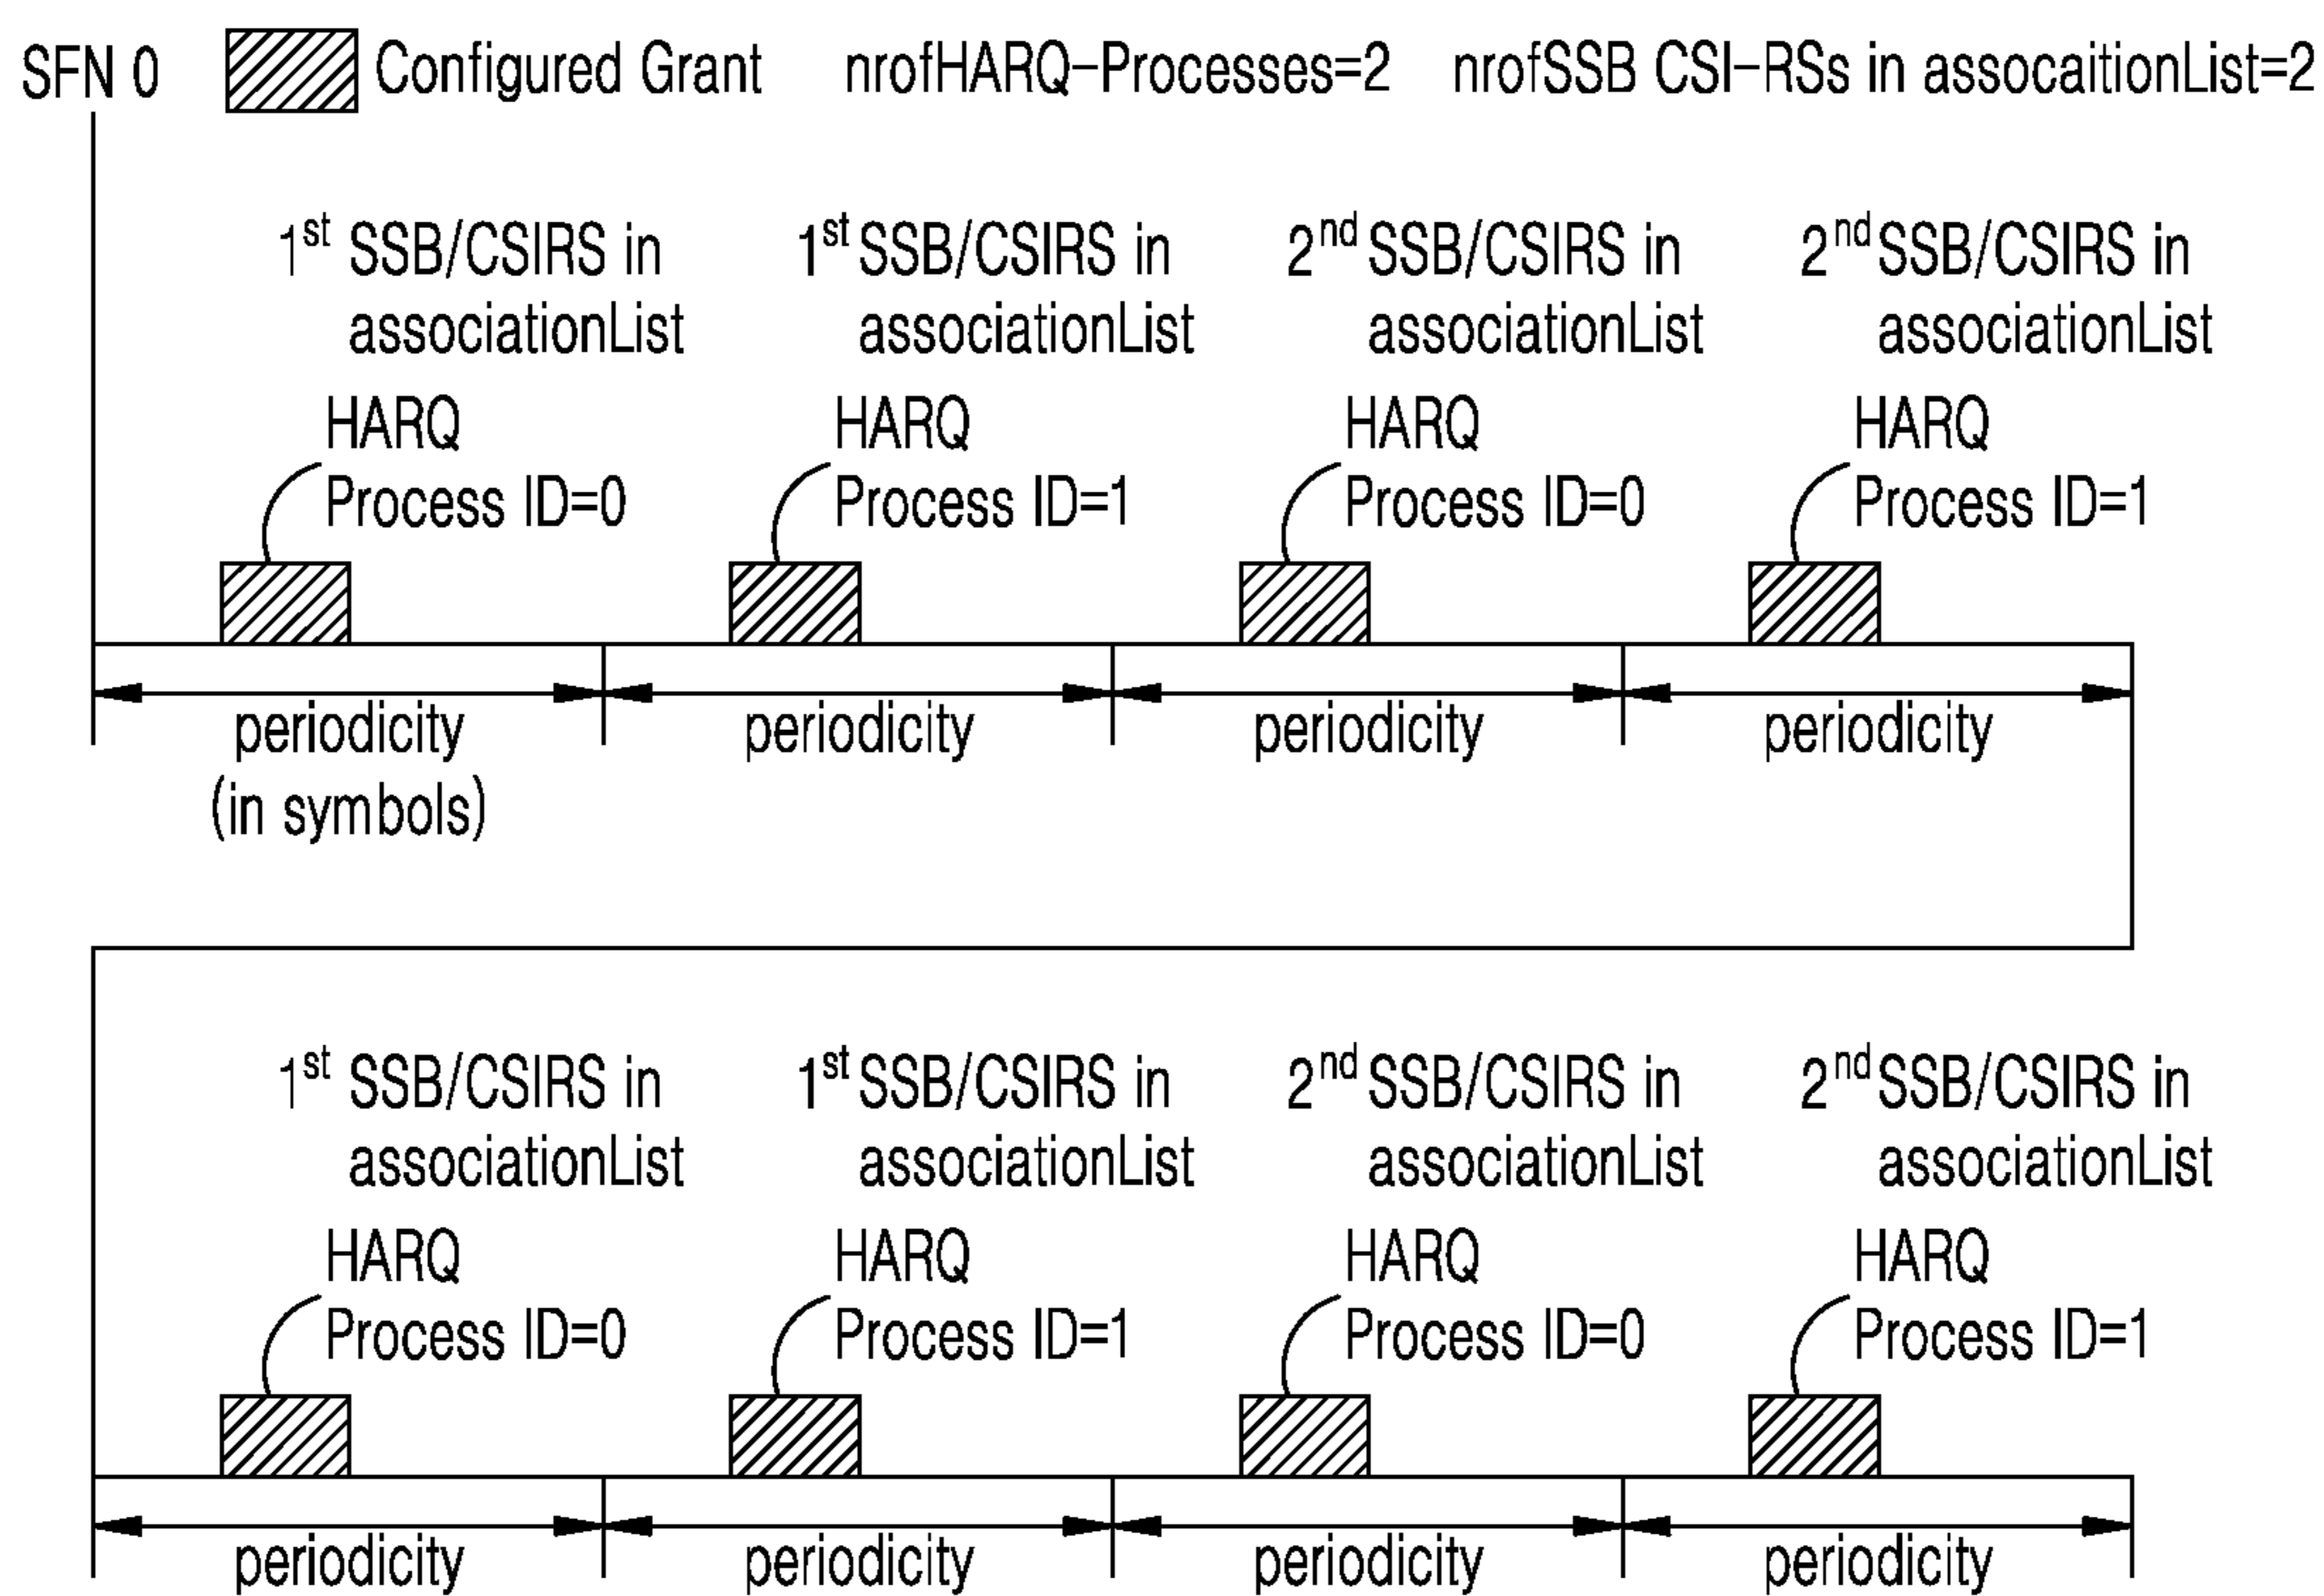 SFN 0 Configured Grant nrofHARQ-Processes=2 nrofSSB CSI-RSs in assocaitionList=2
1st SSB/CSIRS in 1st SSB/CSIRS in 2nd SSB/CSIRS in 2nd SSB/CSIRS in
associationList associationList associationList associationList
HARQ HARQ HARQ HARQ
Process ID=0 Process ID=1 Process ID=0 Process ID=1
periodicity periodicity periodicity periodicity
(in symbols)
1st SSB/CSIRS in 1st SSB/CSIRS in 2nd SSB/CSIRS in 2nd SSB/CSIRS in
associationList associationList associationList associationList
HARQ HARQ HARQ HARQ
Process ID=0 Process ID=1 Process ID=0 Process ID=1
periodicity periodicity periodicity periodicity